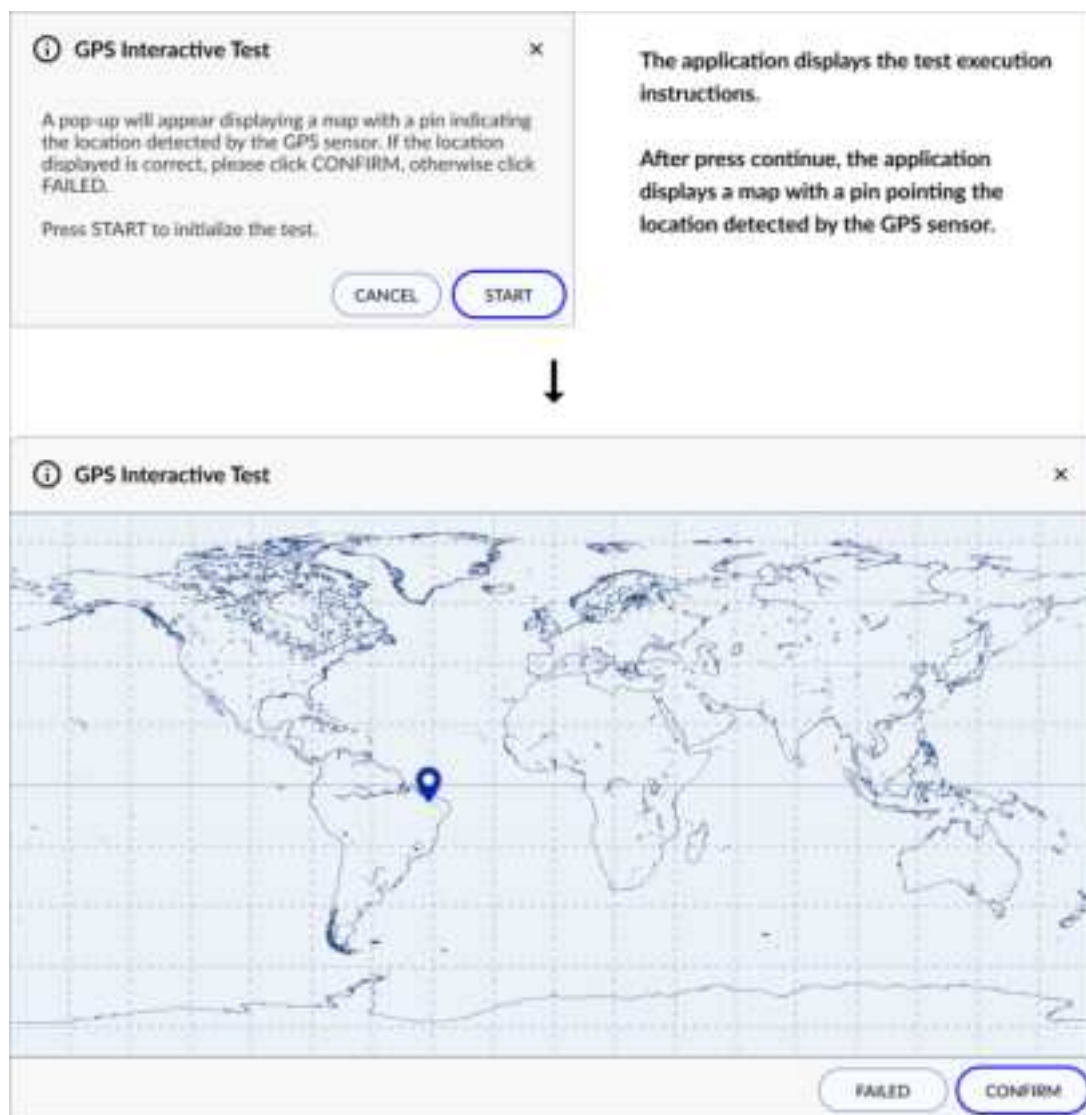 GPS Interactive Test
A pop-up will appear displaying a map with a pin indicating
the location detected by the GPS sensor. If the location
displayed is correct, please click CONFIRM, otherwise click
FAILED.
Press START to initialize the test.
CANCEL
START
The application displays the test execution
instructions.
After press continue, the application
displays a map with a pin pointing the
location detected by the GPS sensor.
GPS Interactive Test
FAILED
CONFIRM